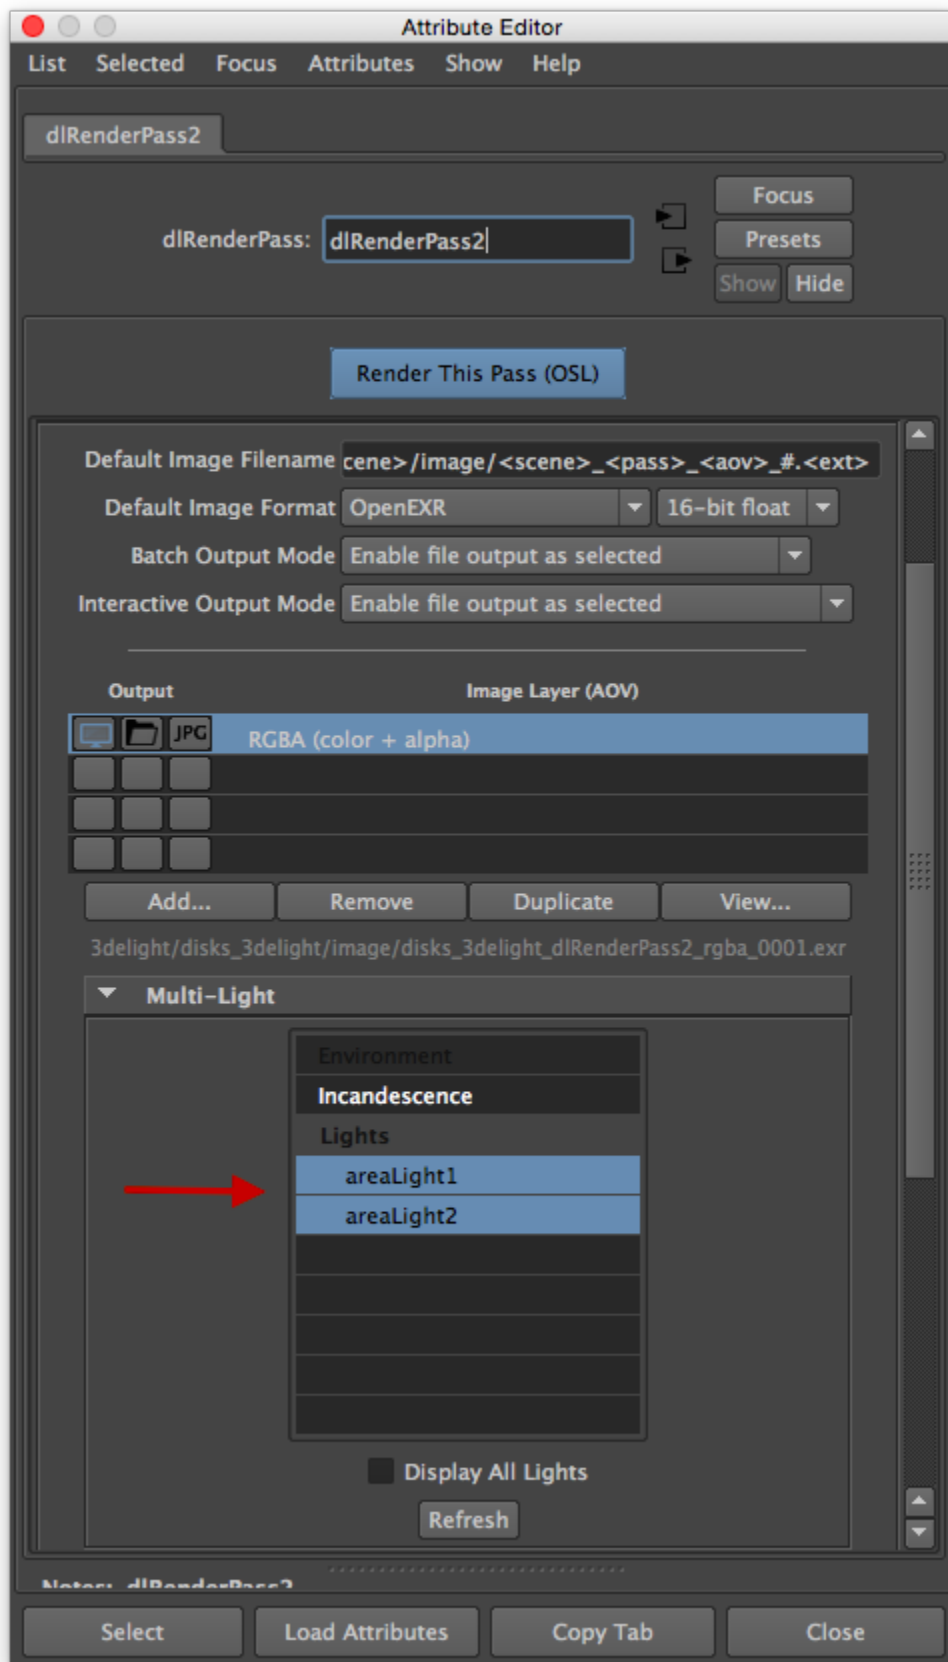 Attribute Editor
List Selected Focus Attributes Show Help
dlRenderPass2
Focus
dlRenderPass: dlRenderPass2 Presets
Show Hide
Render This Pass (OSL)
Default Image Filename cene>/image/<scene>_<pass>_<aov>_#.<ext>
Default Image Format OpenEXR 16-bit float
Batch Output Mode Enable file output as selected
Interactive Output Mode Enable file output as selected
Output Image Layer (AOV)
JPG RGBA (color + alpha)
Add... Remove Duplicate View...
3delight/disks_3delight/image/disks_3delight_dlRenderPass2_rgba_0001.exr
Multi-Light
Environment
Incandescence
Lights
areaLight1
areaLight2
Display All Lights
Refresh
Notes: dlRenderPass2
Select Load Attributes Copy Tab Close